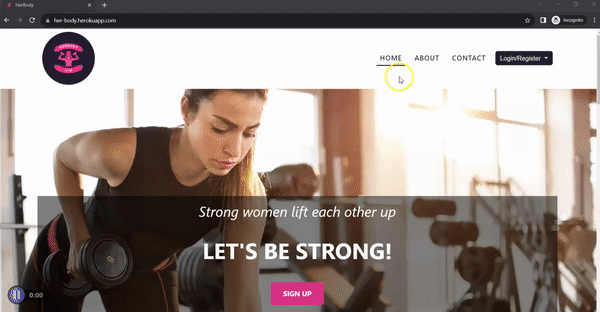 HerBody
her-body.herokuapp.com
Incognito
HERBODY
GYM
HOME
ABOUT
CONTACT
Login/Register
Strong women lift each other up
LET'S BE STRONG!
SIGN UP
0:00